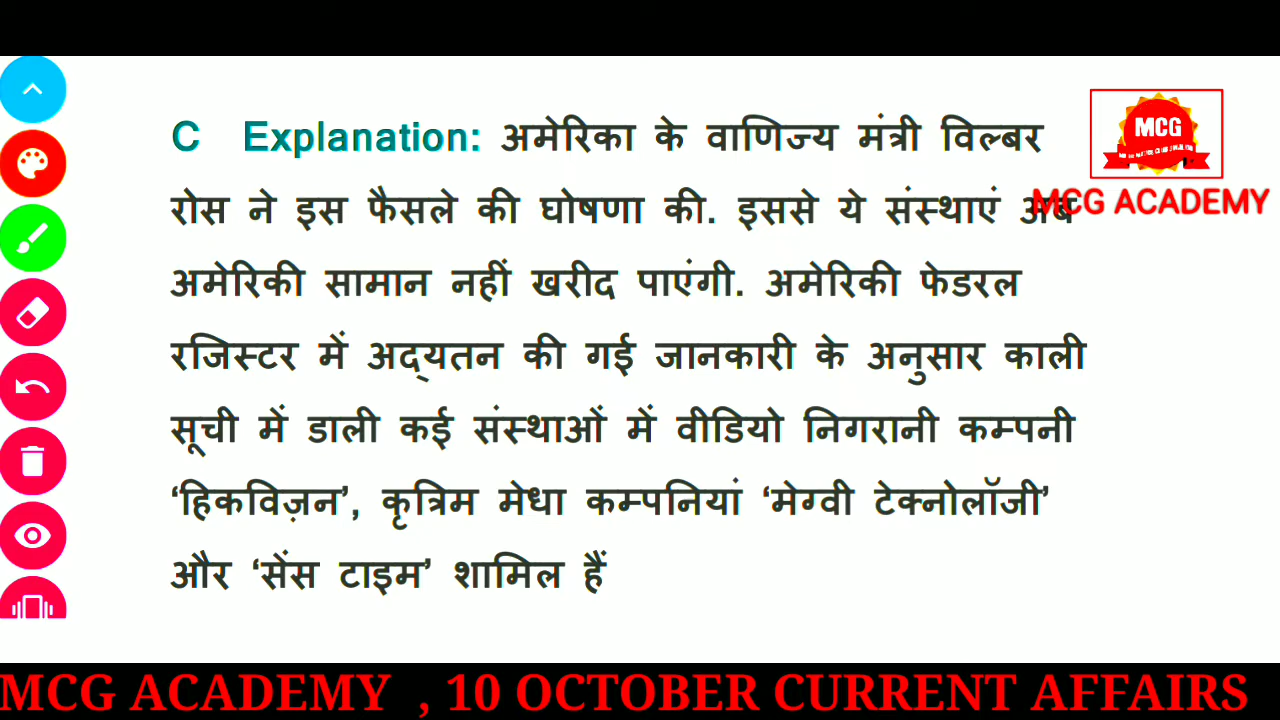 C Explanation: अमेरिका के वाणिज्य मंत्री विल्बर
MCG
रोस ने इस फैसले की घोषणा की. इससे ये संस्थाएं अब
MCG ACADEMY
अमेरिकी सामान नहीं खरीद पाएंगी. अमेरिकी फेडरल
रजिस्टर में अद्यतन की गई जानकारी के अनुसार काली
सूची में डाली कई संस्थाओं में वीडियो निगरानी कम्पनी
‘हिकविज़न’, कृत्रिम मेधा कम्पनियां ‘मेग्वी टेक्नोलॉजी’
और ‘सेंस टाइम’ शामिल हैं
MCG ACADEMY , 10 OCTOBER CURRENT AFFAIRS